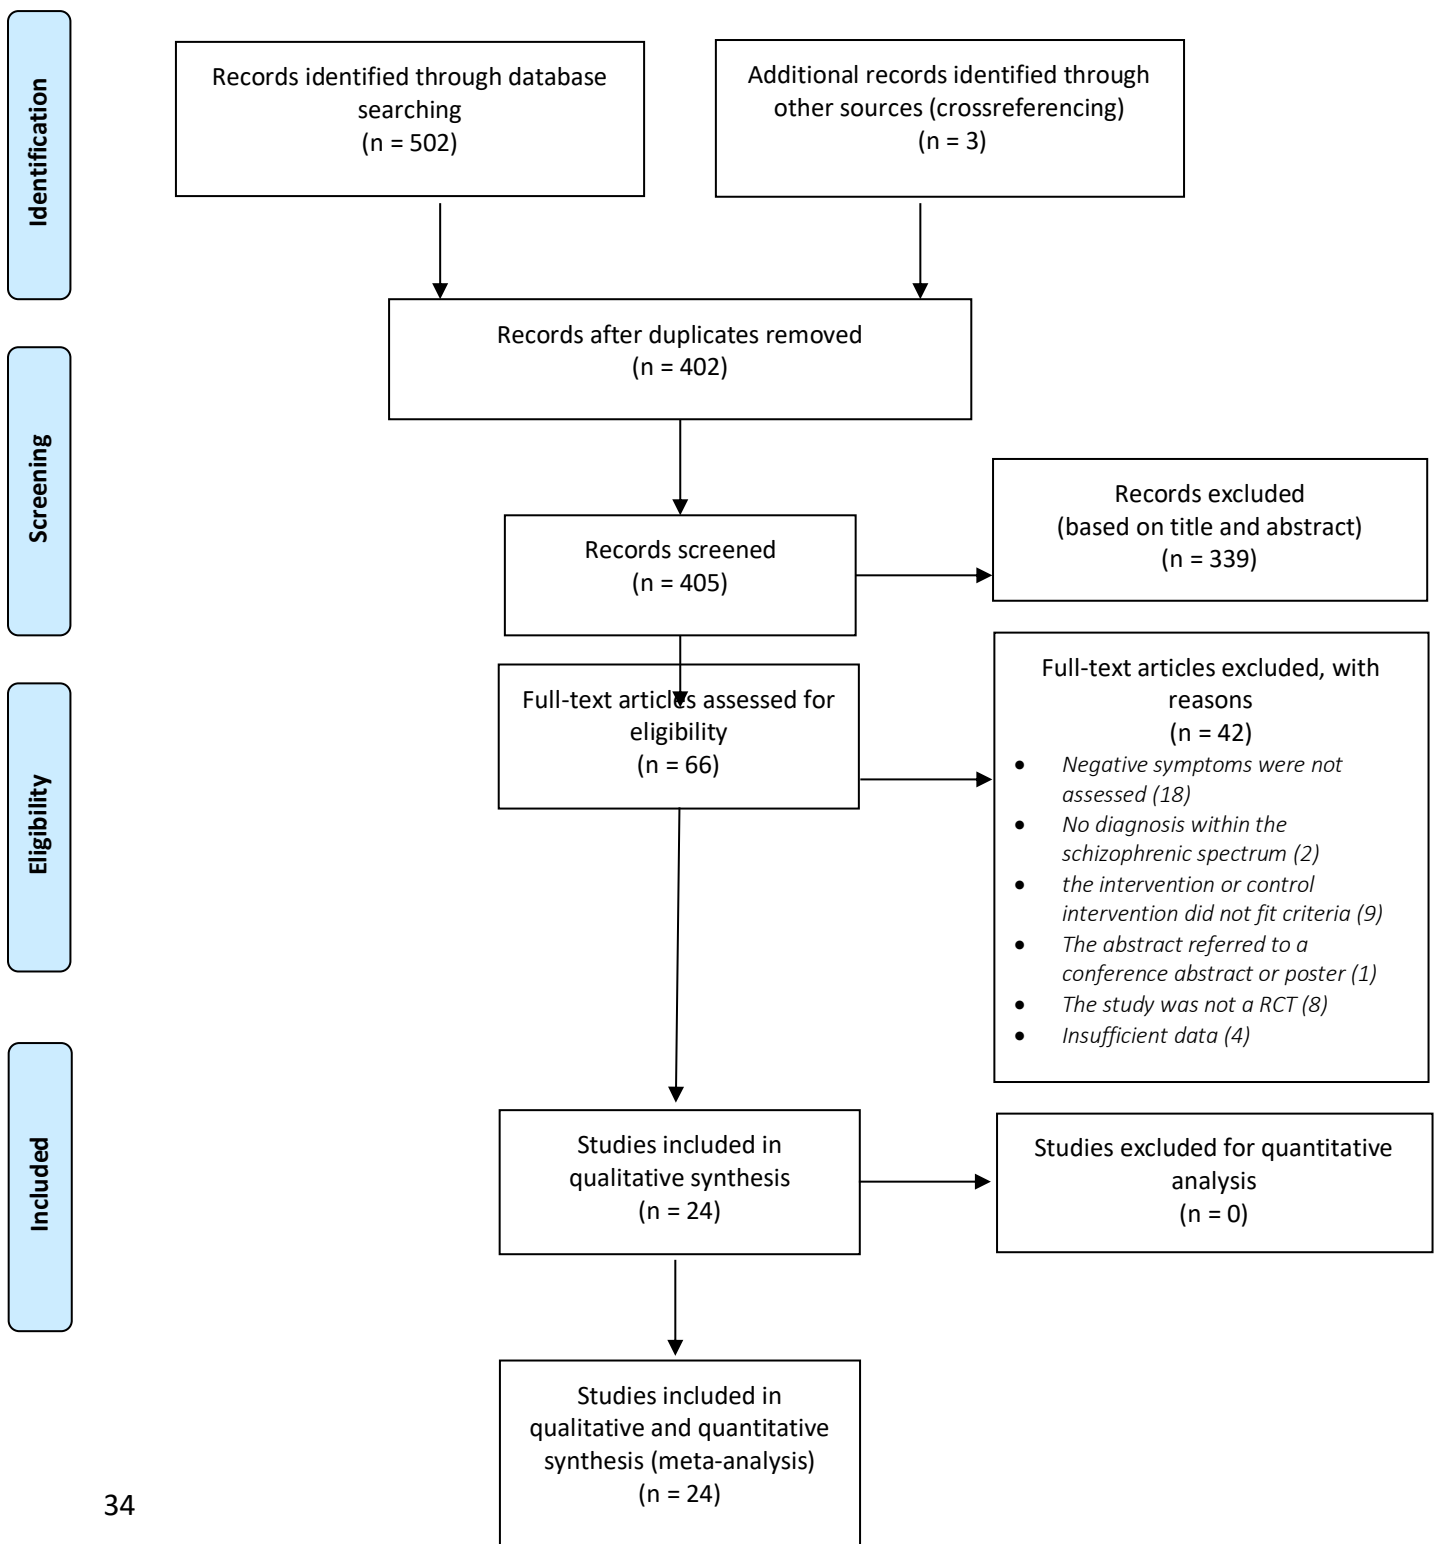 Identification
Records identified through database
searching
(n = 502)
Additional records identified through
other sources (crossreferencing)
(n = 3)
Records after duplicates removed
(n = 402)
Screening
Records screened
(n = 405)
Records excluded
(based on title and abstract)
(n = 339)
Eligibility
Full-text articles assessed for
eligibility
(n = 66)
Full-text articles excluded, with
reasons
(n = 42)
• Negative symptoms were not
assessed (18)
• No diagnosis within the
schizophrenic spectrum (2)
• the intervention or control
intervention did not fit criteria (9)
• The abstract referred to a
conference abstract or poster (1)
• The study was not a RCT (8)
• Insufficient data (4)
Included
Studies included in
qualitative synthesis
(n = 24)
Studies excluded for quantitative
analysis
(n = 0)
Studies included in
qualitative and quantitative
synthesis (meta-analysis)
(n = 24)
34